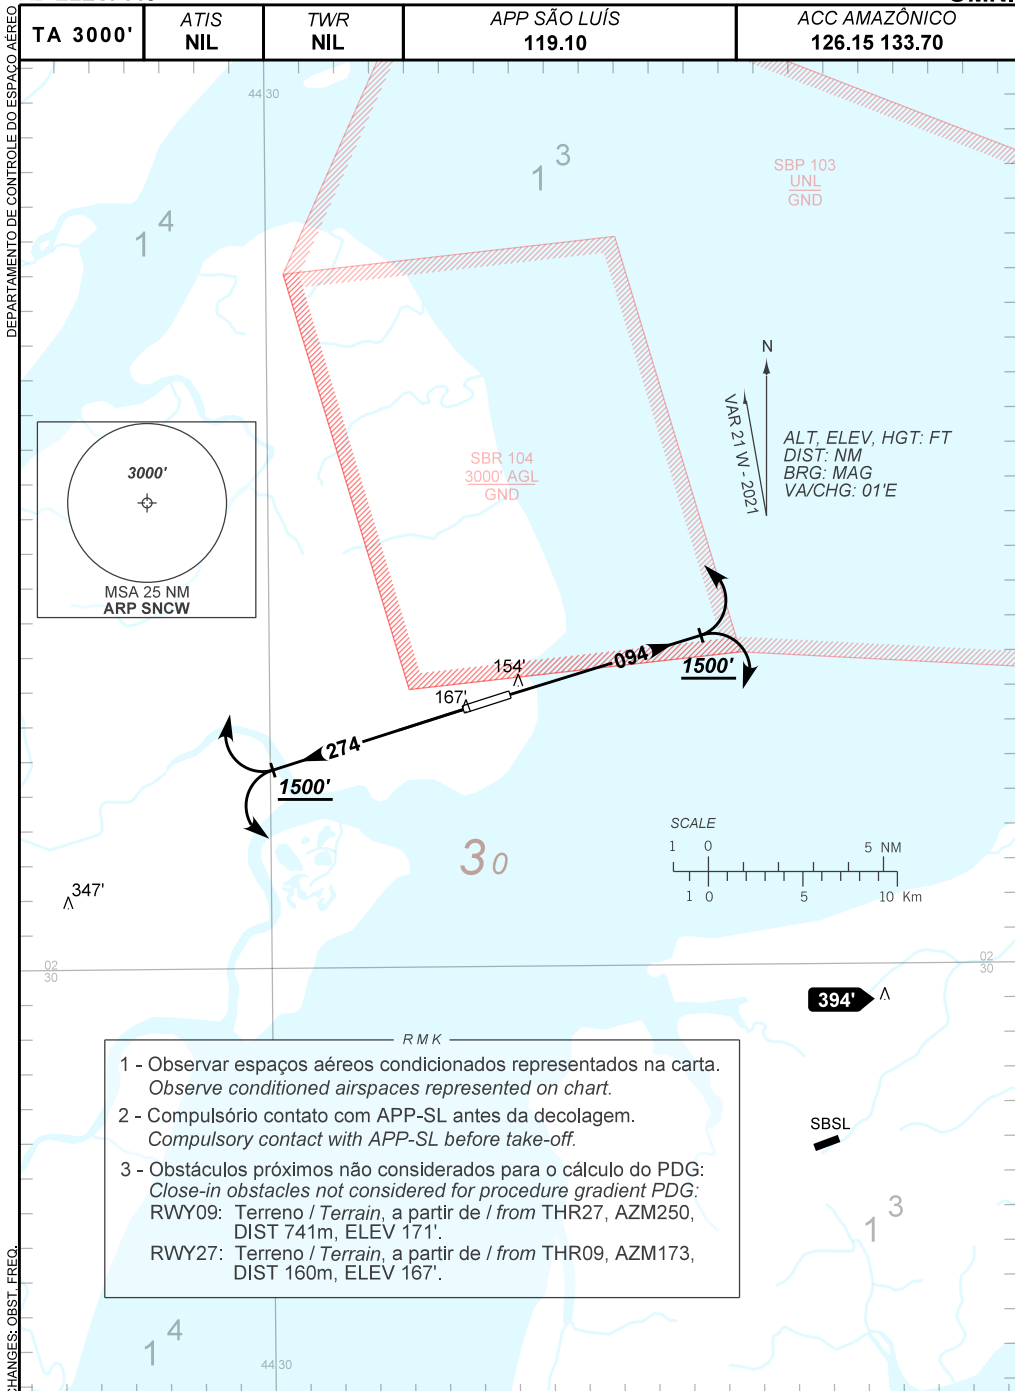 TA 3000'
ATIS
NIL
TWR
NIL
APP SÃO LUÍS
119.10
ACC AMAZÔNICO
126.15 133.70
DEPARTAMENTO DE CONTROLE DO ESPAÇO AÉREO
44 30
1 3
SBP 103
UNL
GND
1 4
N
VAR 21 W - 2021
ALT, ELEV, HGT: FT
DIST: NM
BRG: MAG
VA/CHG: 01'E
3000'
MSA 25 NM
ARP SNCW
SBR 104
3000' AGL
GND
094
1500'
154'
167'
274
1500'
SCALE
1 0 5 NM
1 0 5 10 Km
30
347'
02
30
02
30
394'
RMK
1 - Observar espaços aéreos condicionados representados na carta.
Observe conditioned airspaces represented on chart.
2 - Compulsório contato com APP-SL antes da decolagem.
Compulsory contact with APP-SL before take-off.
3 - Obstáculos próximos não considerados para o cálculo do PDG:
Close-in obstacles not considered for procedure gradient PDG:
RWY09: Terreno / Terrain, a partir de / from THR27, AZM250,
DIST 741m, ELEV 171'.
RWY27: Terreno / Terrain, a partir de / from THR09, AZM173,
DIST 160m, ELEV 167'.
SBSL
1 3
1 4
44 30
CHANGES: OBST, FREQ.